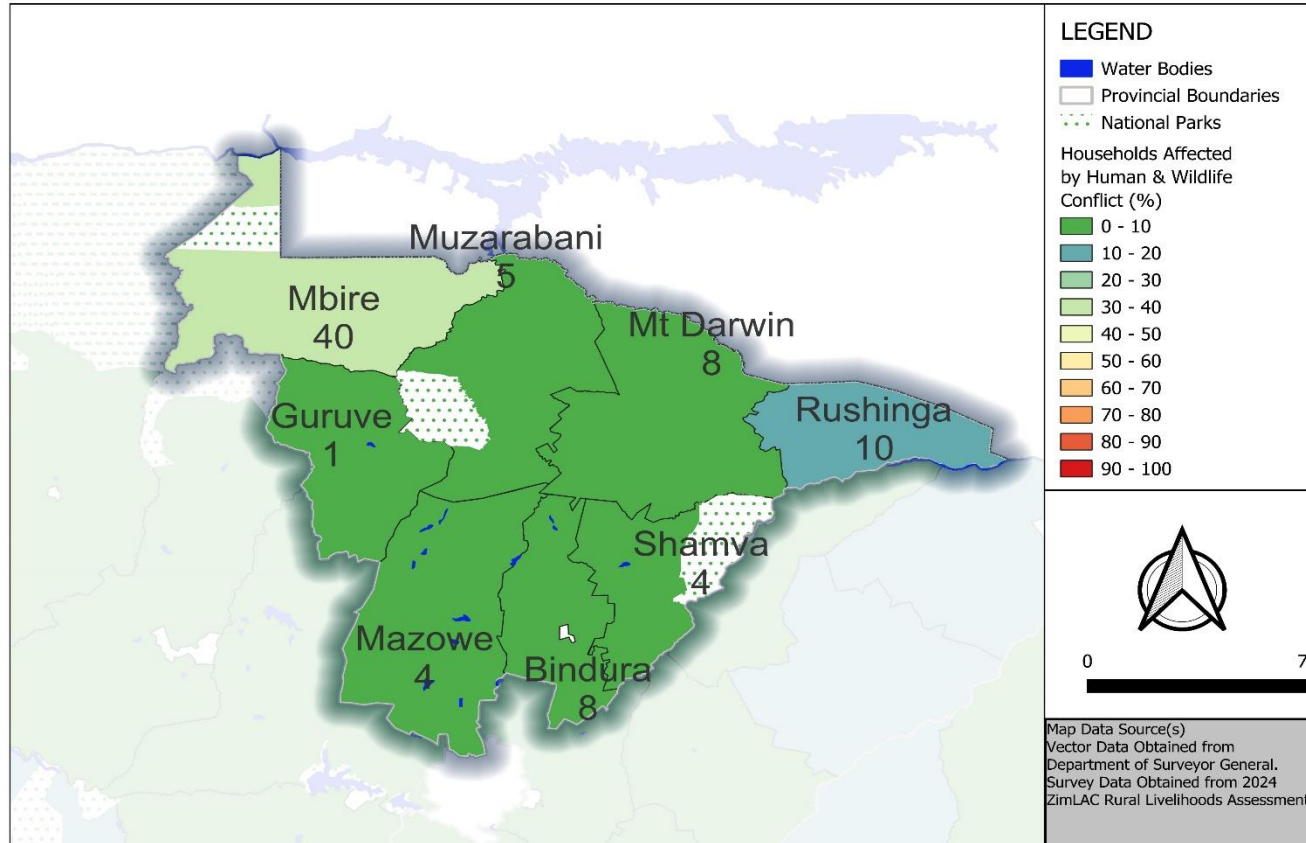 Muzarabani
5
Mbire
40
Mt Darwin
8
Guruve
1
Rushinga
10
Shamva
4
Mazowe
4
Bindura
8
LEGEND
Water Bodies
Provincial Boundaries
National Parks
Households Affected
by Human & Wildlife
Conflict (%)
0 - 10
10 - 20
20 - 30
30 - 40
40 - 50
50 - 60
60 - 70
70 - 80
80 - 90
90 - 100
0 7
Map Data Source(s)
Vector Data Obtained from
Department of Surveyor General.
Survey Data Obtained from 2024
ZimLAC Rural Livelihoods Assessment